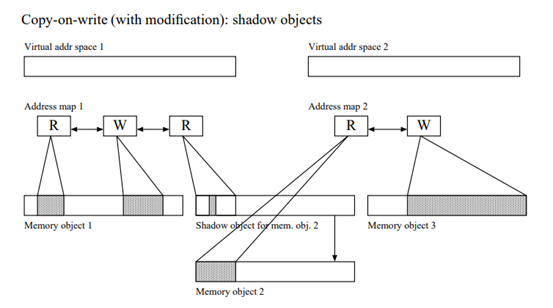 Copy-on-write (with modification): shadow objects
Virtual addr space 1 Virtual addr space 2
Address map 1 Address map 2
R W R R W
Memory object 1 Shadow object for mem. obj. 2 Memory object 3
Memory object 2